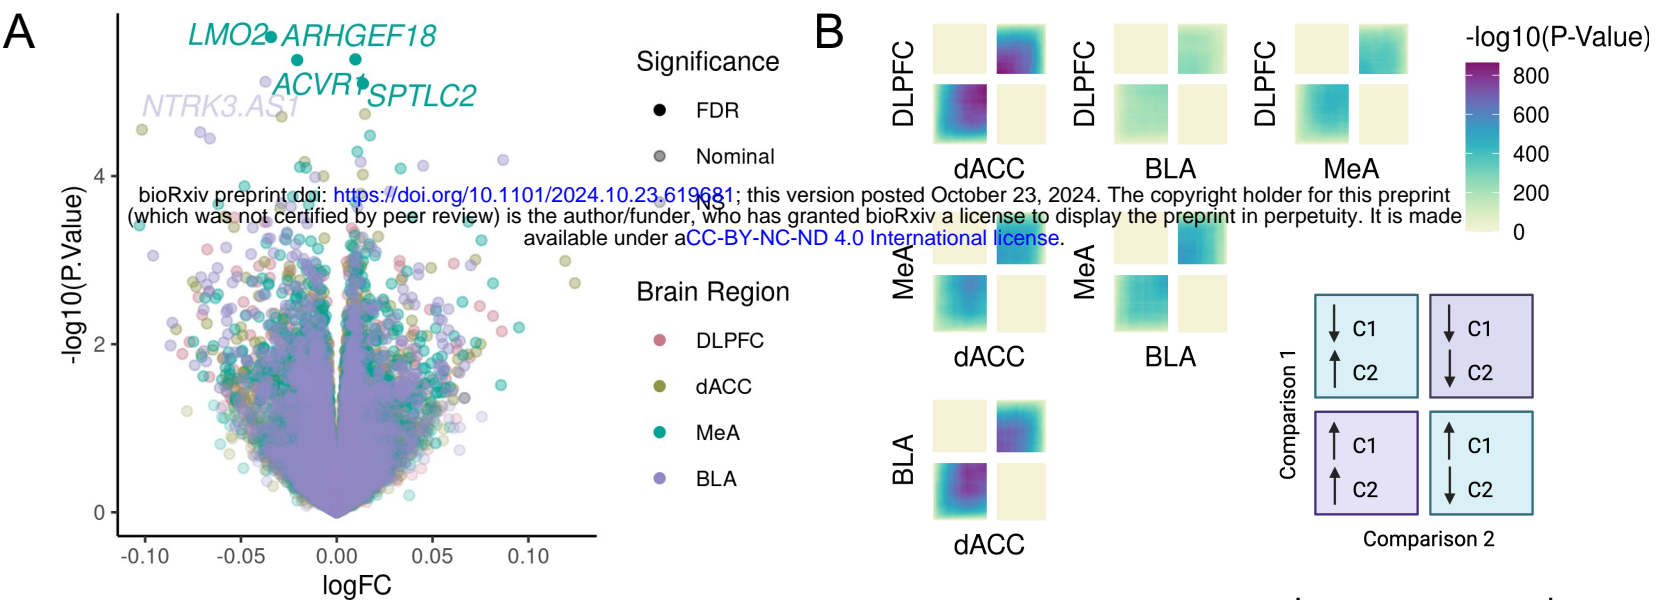 A
LMO2
ARHGEF18
ACVR1
SPTLC2
NTRK3.AS1
-log10(P.Value)
4
2
0
-0.10
-0.05
0.00
0.05
0.10
logFC
Significance
FDR
Nominal
NS
Brain Region
DLPFC
dACC
MeA
BLA
bioRxiv preprint doi: https://doi.org/10.1101/2024.10.23.619681; this version posted October 23, 2024. The copyright holder for this preprint
(which was not certified by peer review) is the author/funder, who has granted bioRxiv a license to display the preprint in perpetuity. It is made
available under aCC-BY-NC-ND 4.0 International license.
B
DLPFC
dACC
DLPFC
BLA
DLPFC
MeA
MeA
dACC
MeA
BLA
BLA
dACC
-log10(P-Value)
800
600
400
200
0
Comparison 1
C1
C2
C1
C2
C1
C2
C1
C2
Comparison 2